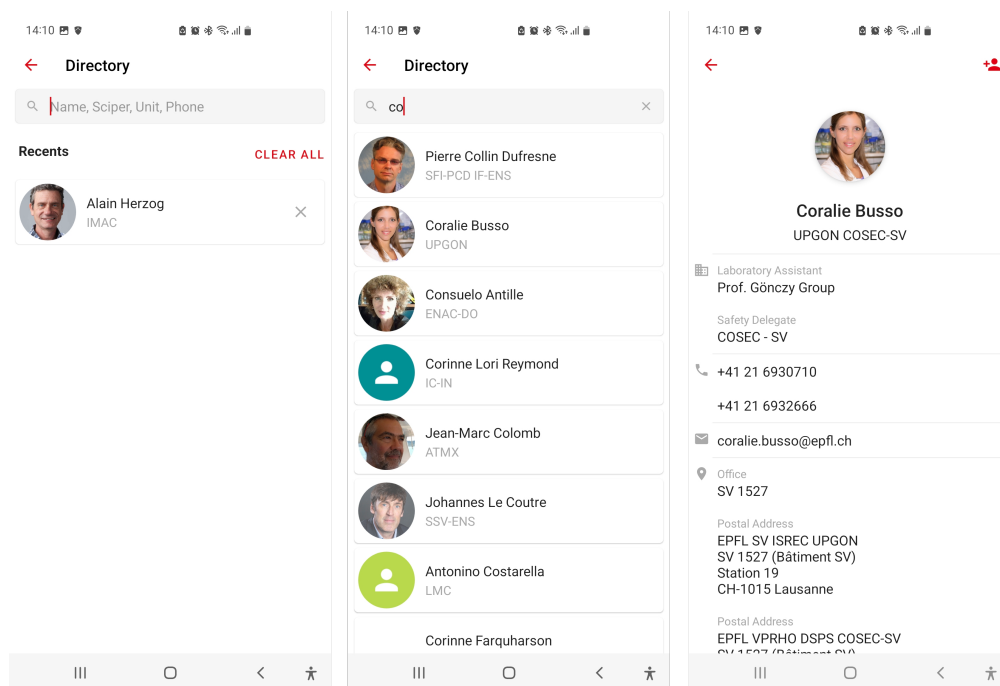 14:10
Directory
Name, Sciper, Unit, Phone
Recents
CLEAR ALL
Alain Herzog
IMAC
14:10
Directory
co
Pierre Collin Dufresne
SFI-PCD IF-ENS
Coralie Busso
UPGON
Consuelo Antille
ENAC-DO
Corinne Lori Reymond
IC-IN
Jean-Marc Colomb
ATMX
Johannes Le Coutre
SSV-ENS
Antonino Costarella
LMC
Corinne Farquharson
14:10
Coralie Busso
UPGON COSEC-SV
Laboratory Assistant
Prof. Gönczy Group
Safety Delegate
COSEC - SV
+41 21 6930710
+41 21 6932666
coralie.busso@epfl.ch
Office
SV 1527
Postal Address
EPFL SV ISREC UPGON
SV 1527 (Bâtiment SV)
Station 19
CH-1015 Lausanne
Postal Address
EPFL VPRHO DSPS COSEC-SV
SV 1527 (Bâtiment SV)